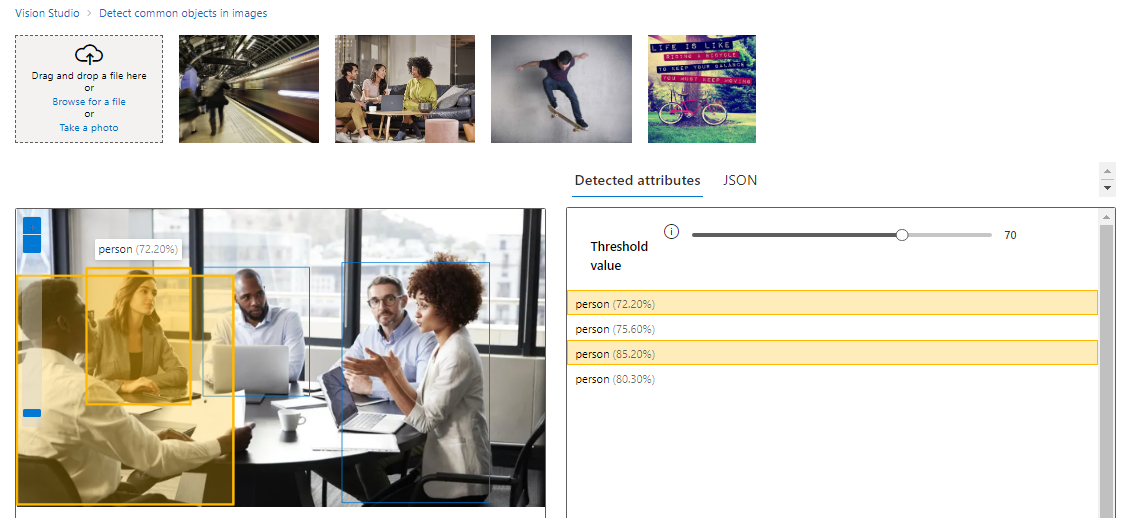 Vision Studio > Detect common objects in images
Drag and drop a file here
or
Browse for a file
or
Take a photo
LIFE IS LIKE
RIDING A BICYCLE
TO KEEP YOUR BALANCE
YOU MUST KEEP MOVING
Detected attributes JSON
person (72.20%)
Threshold
value
70
person (72.20%)
person (75.60%)
person (85.20%)
person (80.30%)